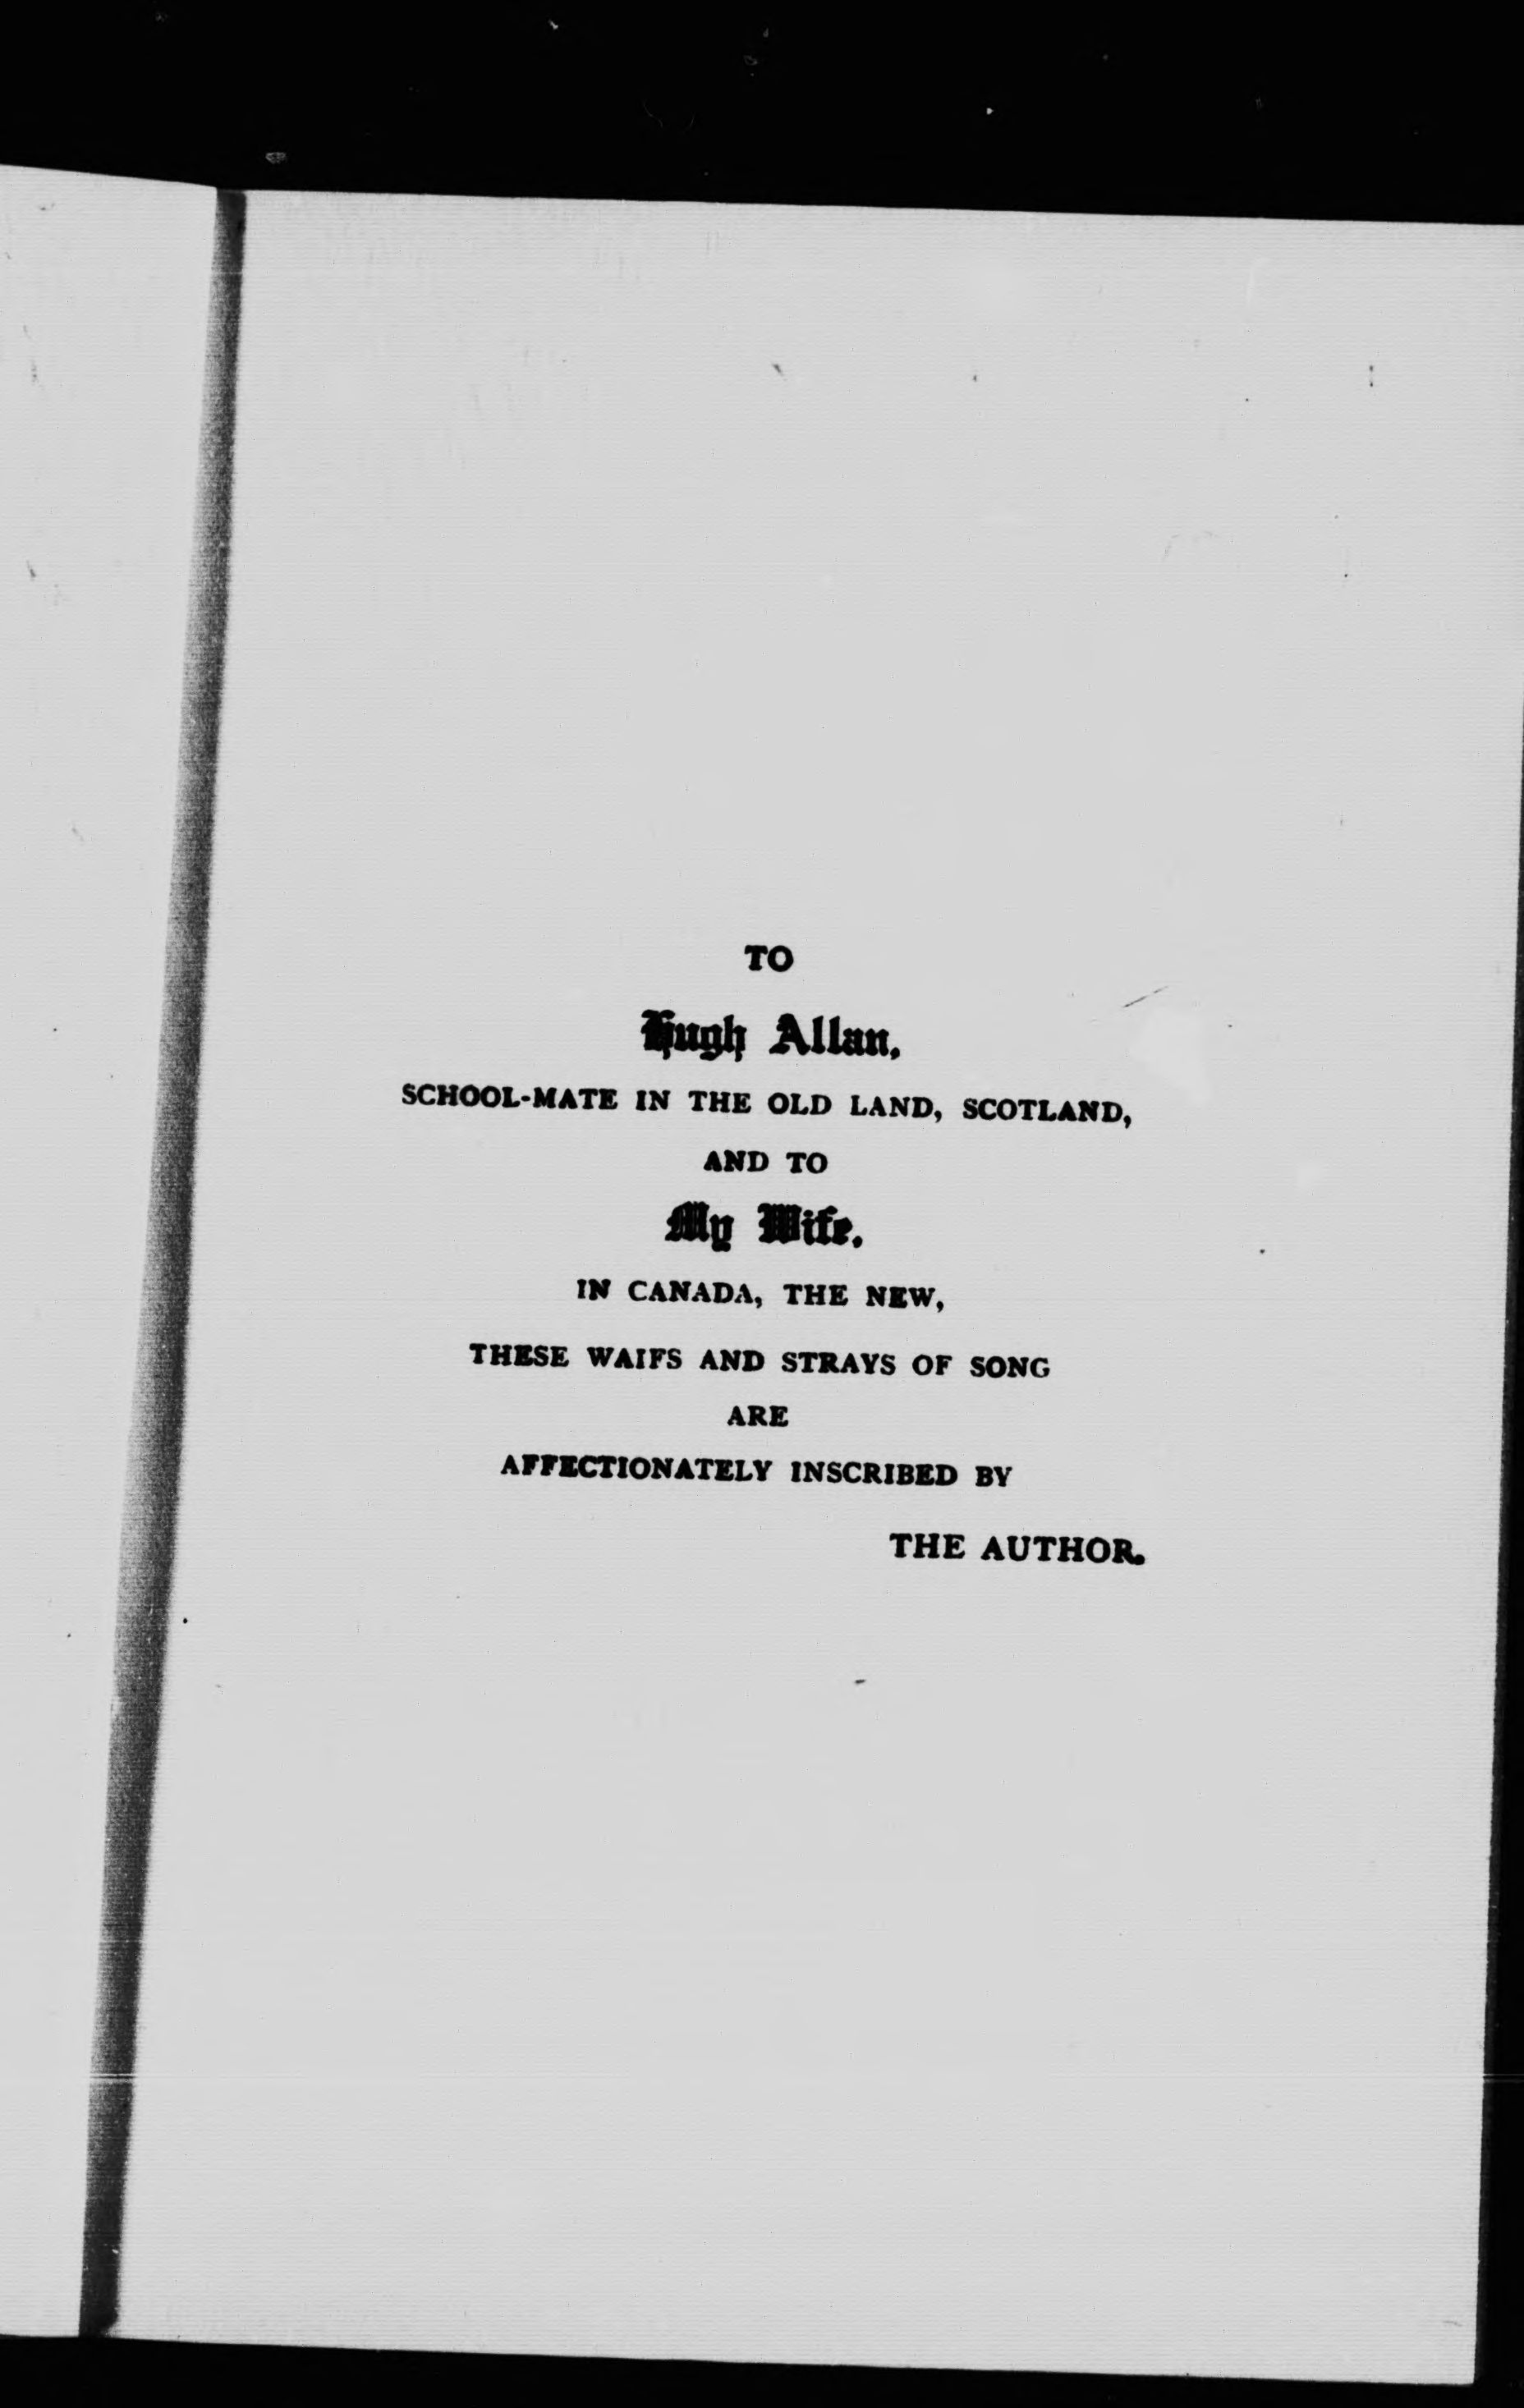 TO
Hugh Allan,
SCHOOL-MATE IN THE OLD LAND, SCOTLAND,
AND TO
My Wife,
IN CANADA, THE NEW,
THESE WAIFS AND STRAYS OF SONG
ARE
AFFECTIONATELY INSCRIBED BY
THE AUTHOR.